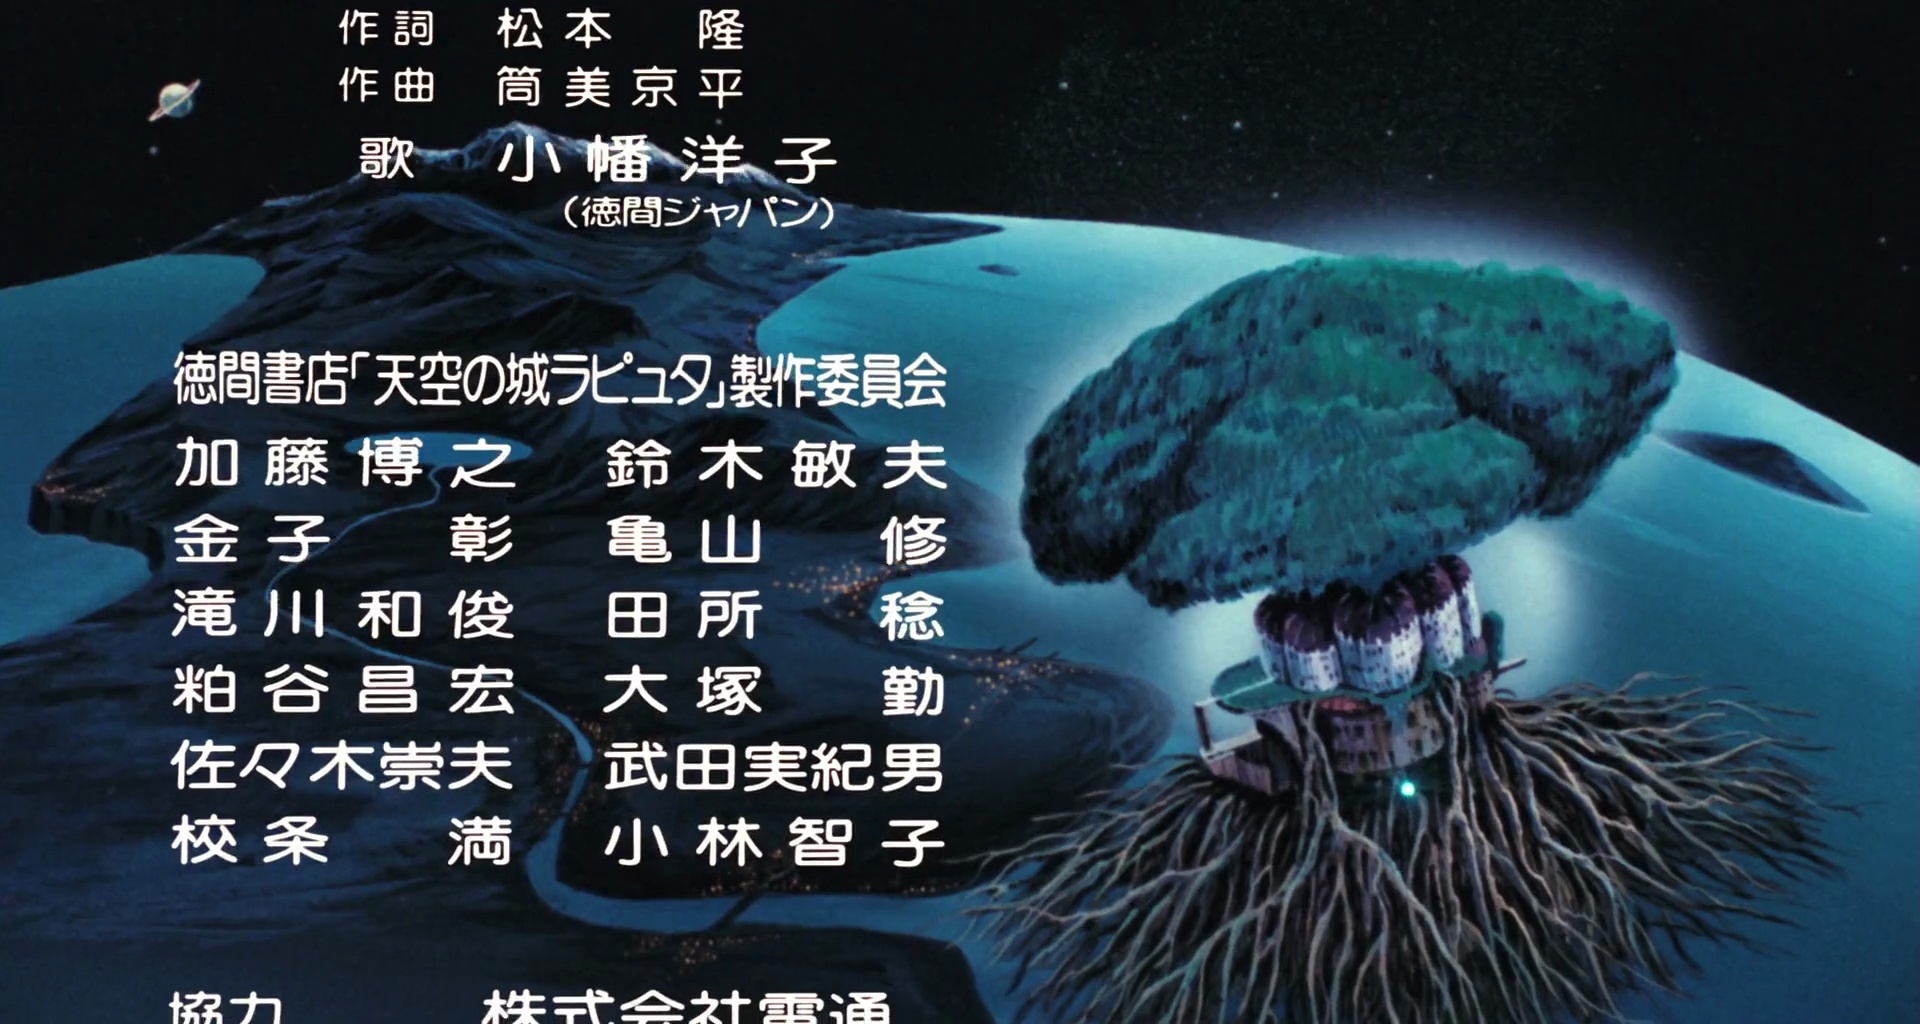 作詞 松本 隆
作曲 筒美京平
歌 小幡洋子
(徳間ジャパン)
徳間書店「天空の城ラピュタ」製作委員会
加藤博之 鈴木敏夫
金子 彰 亀山 修
滝川和俊 田所 稔
粕谷昌宏 大塚 勤
佐々木崇夫 武田実紀男
校条 満 小林智子
協力 株式会社電通